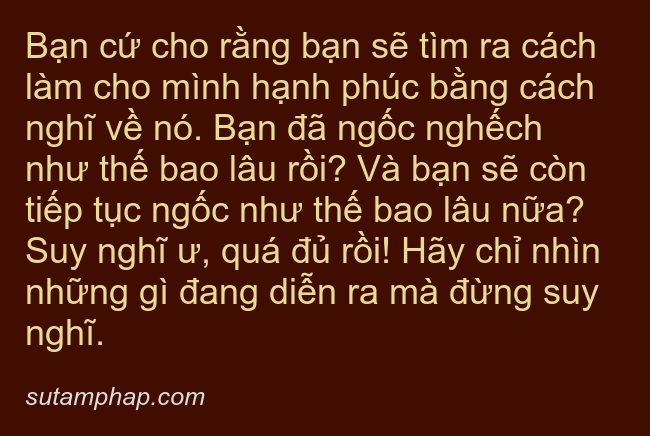 Bạn cứ cho rằng bạn sẽ tìm ra cách
làm cho mình hạnh phúc bằng cách
nghĩ về nó. Bạn đã ngốc nghếch
như thế bao lâu rồi? Và bạn sẽ còn
tiếp tục ngốc như thế bao lâu nữa?
Suy nghĩ ư, quá đủ rồi! Hãy chỉ nhìn
những gì đang diễn ra mà đừng suy
nghĩ.
sutamphap.com